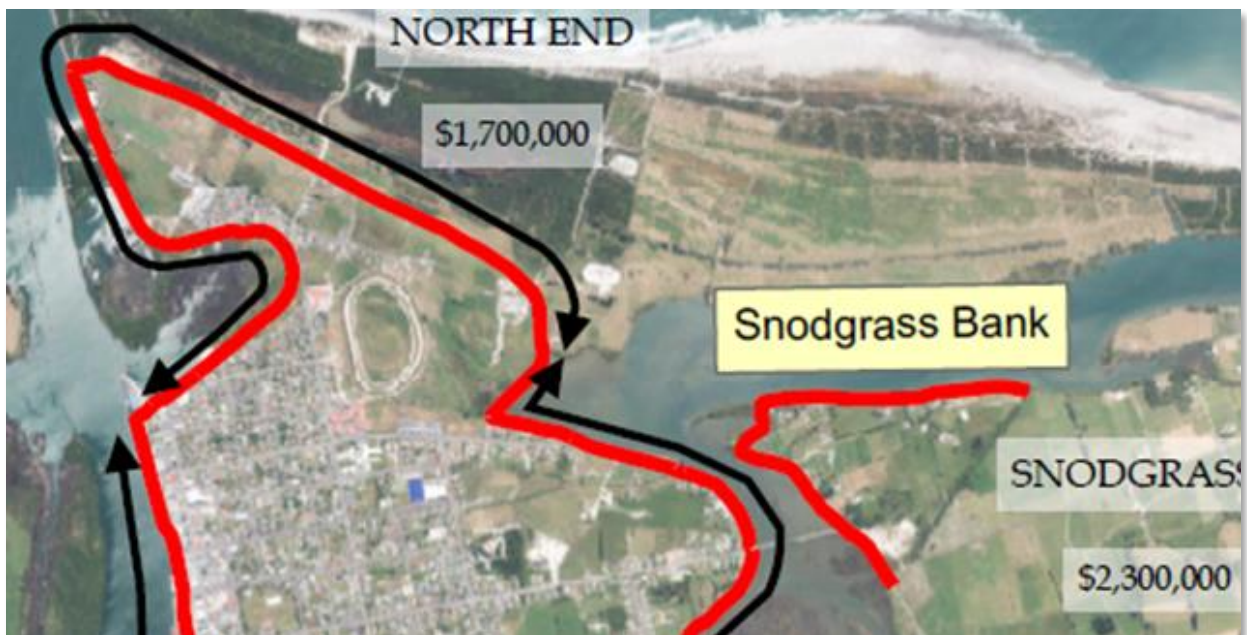 NORTH END
$1,700,000
Snodgrass Bank
SNODGRASS
$2,300,000